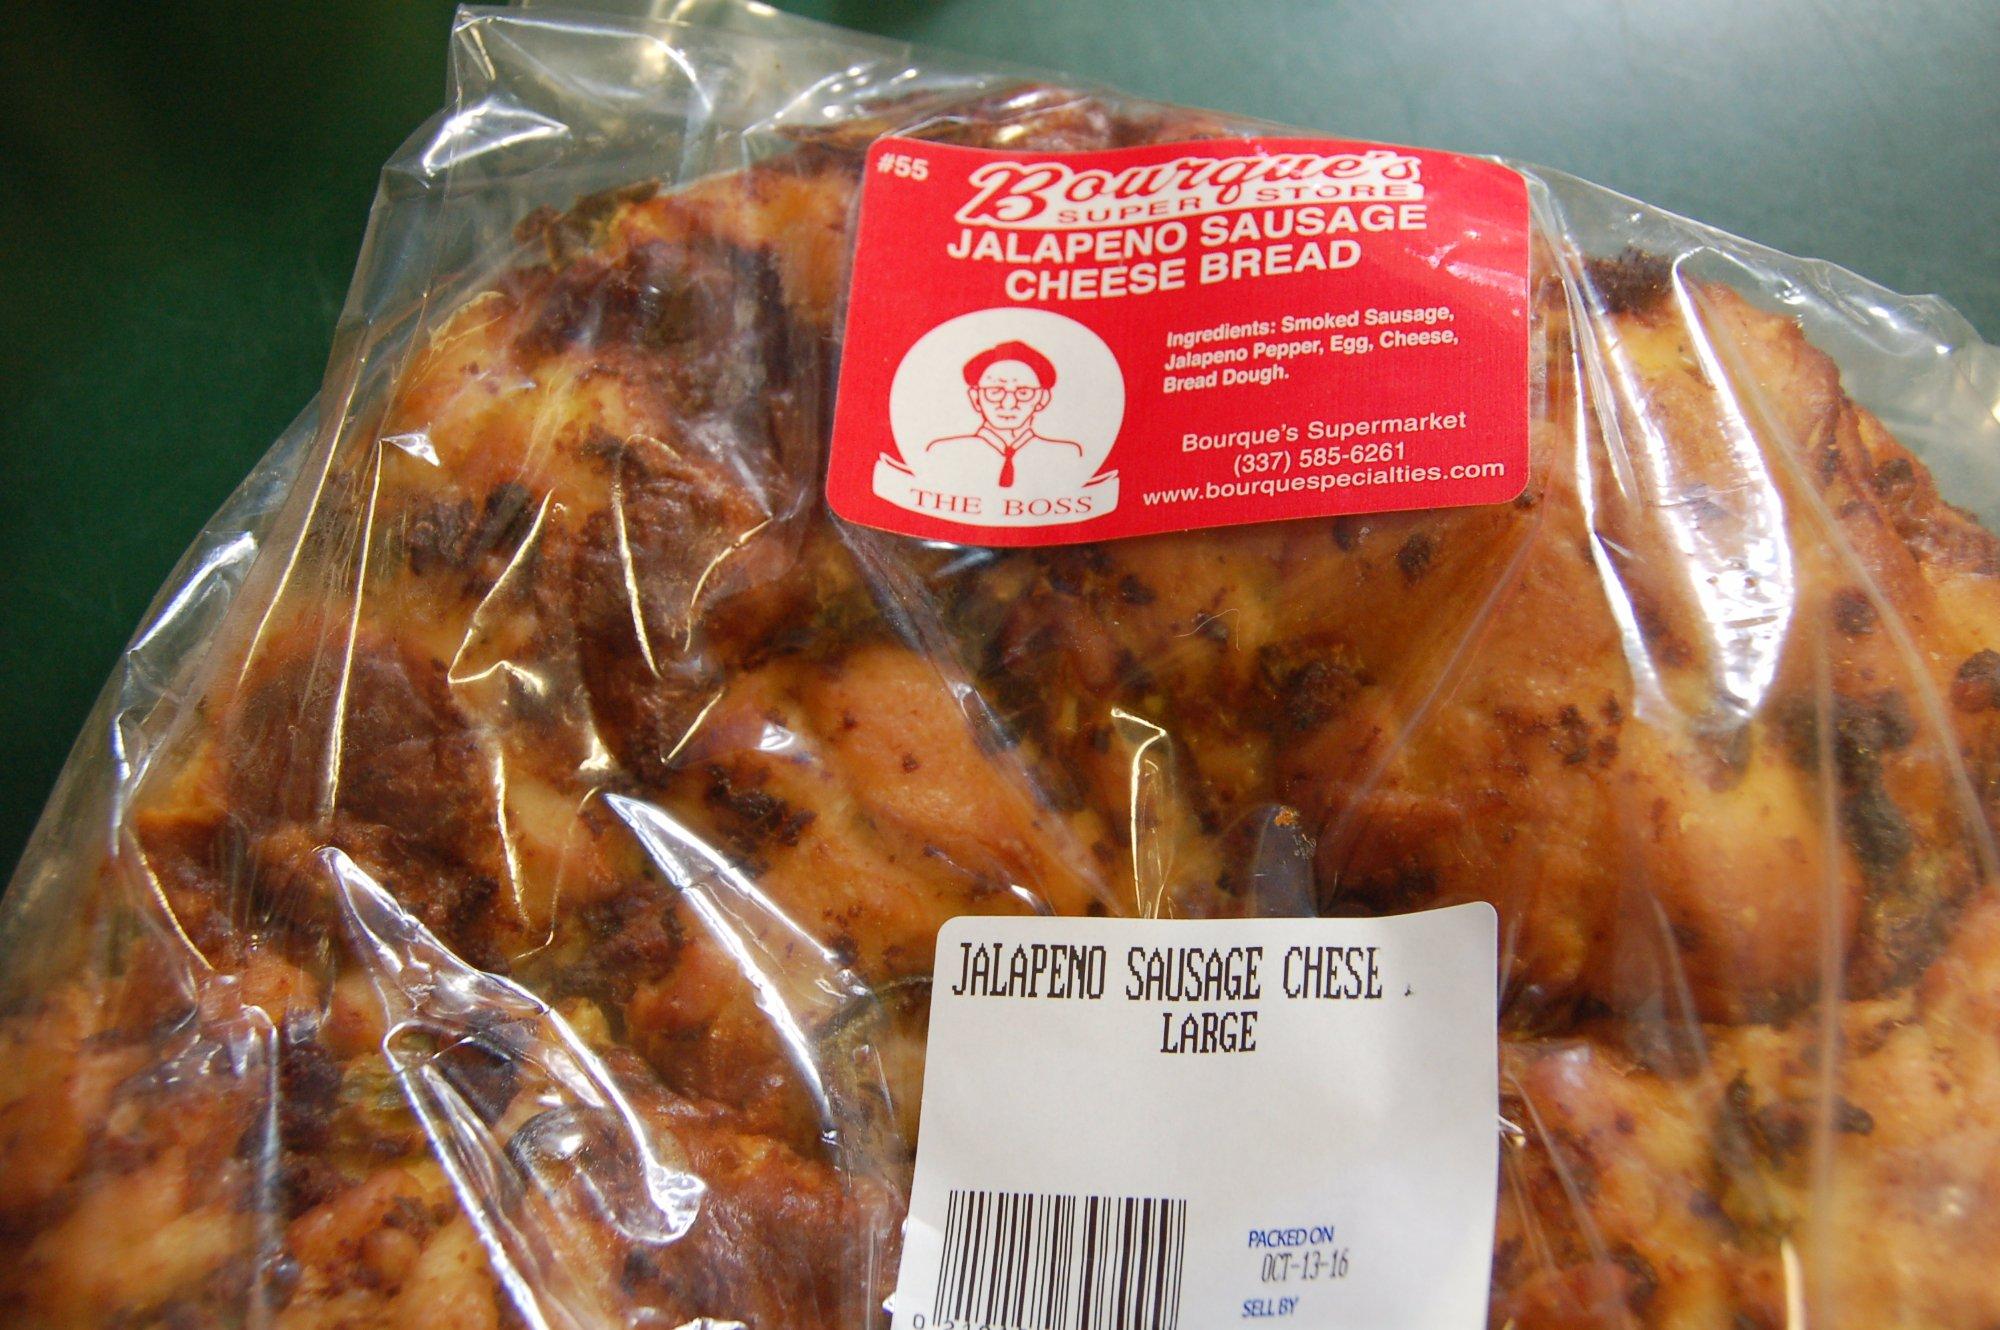 #55
Bourque's
SUPER STORE
JALAPENO SAUSAGE
CHEESE BREAD
Ingredients: Smoked Sausage,
Jalapeno Pepper, Egg, Cheese,
Bread Dough.
THE BOSS
Bourque's Supermarket
(337) 585-6261
www.bourquespecialties.com
JALAPENO SAUSAGE CHESE
LARGE
PACKED ON
OCT-13-16
SELL BY